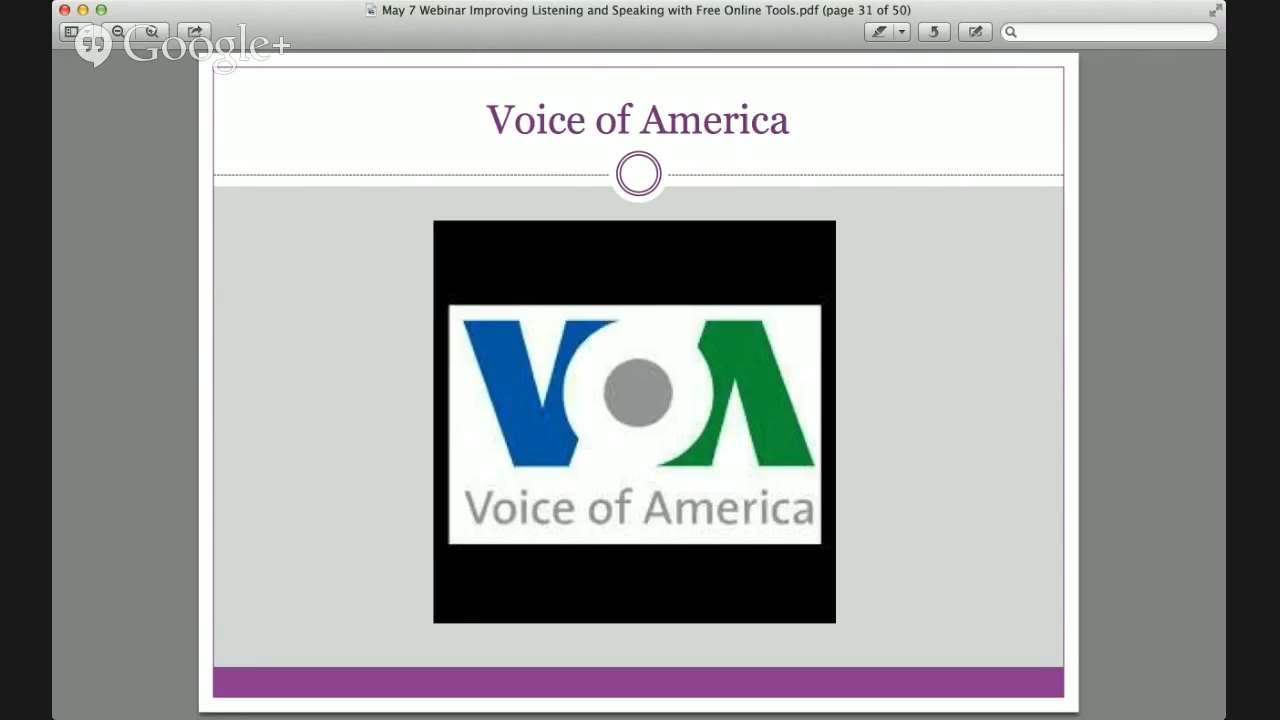 May 7 Webinar Improving Listening and Speaking with Free Online Tools.pdf (page 31 of 50)
Google+
Voice of America
VOA
Voice of America